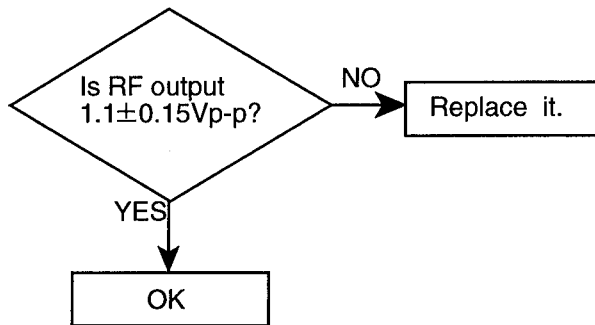 Is RF output
1.1±0.15Vp-p?
NO
Replace it.
YES
OK